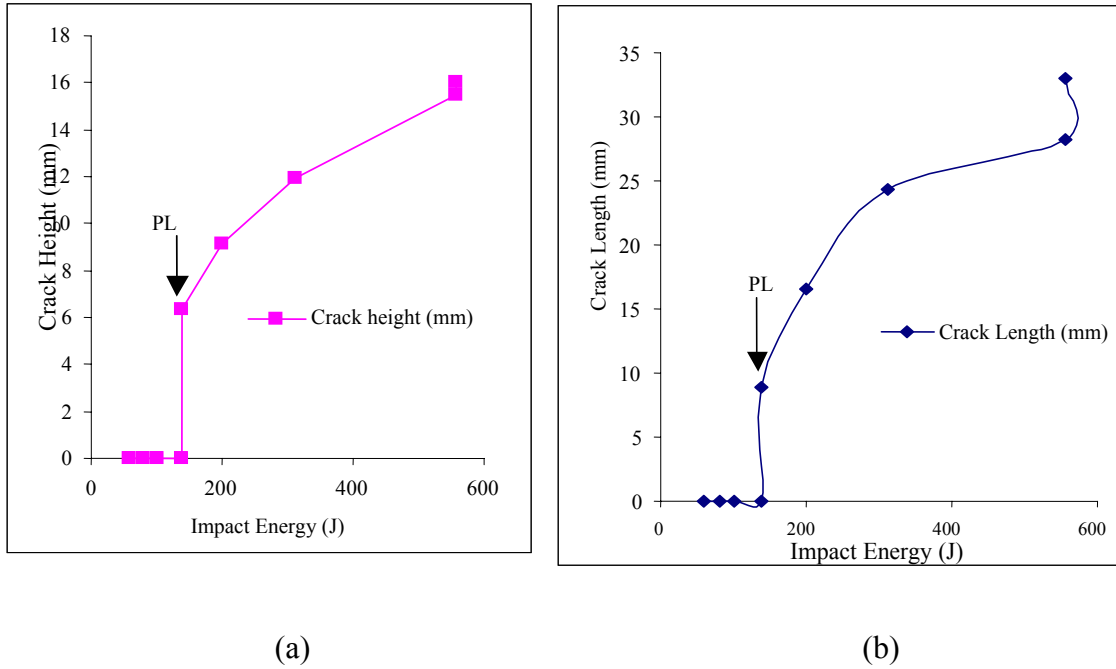 18
16
14
12
10
8
6
4
2
0
Crack Height (mm)
PL
Crack height (mm)
0 200 400 600
Impact Energy (J)
(a)
35
30
25
20
15
10
5
0
Crack Length (mm)
PL
Crack Length (mm)
0 200 400 600
Impact Energy (J)
(b)